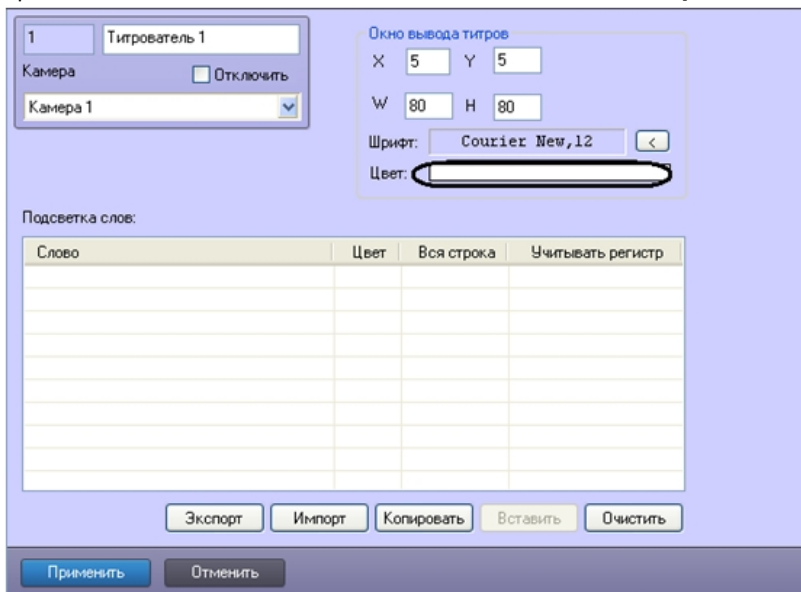 1 Титрователь 1
Камера Отключить
Камера 1
Окно вывода титров
X 5 Y 5
W 80 H 80
Шрифт: Courier New,12 <
Цвет:
Подсветка слов:
Слово Цвет Вся строка Учитывать регистр
Экспорт Импорт Копировать Вставить Очистить
Применить Отменить